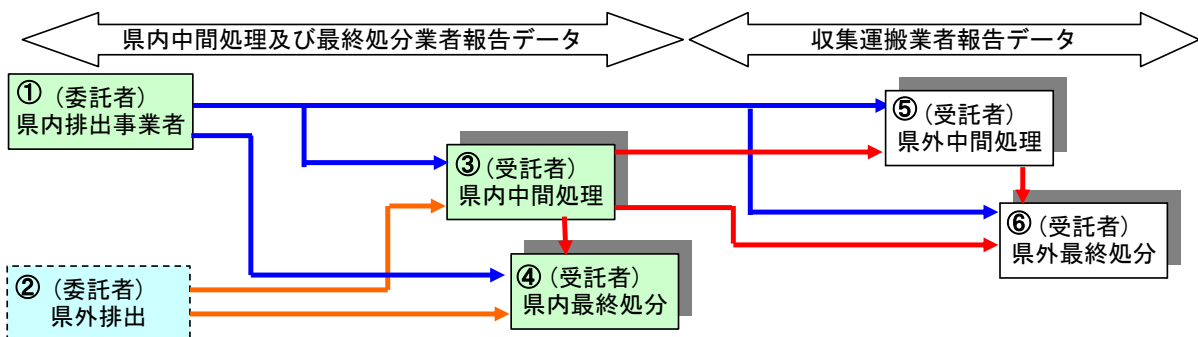 県内中間処理及び最終処分業者報告データ
収集運搬業者報告データ
① (委託者)
県内排出事業者
⑤ (受託者)
県外中間処理
③ (受託者)
県内中間処理
⑥ (受託者)
県外最終処分
④ (受託者)
県内最終処分
② (委託者)
県外排出